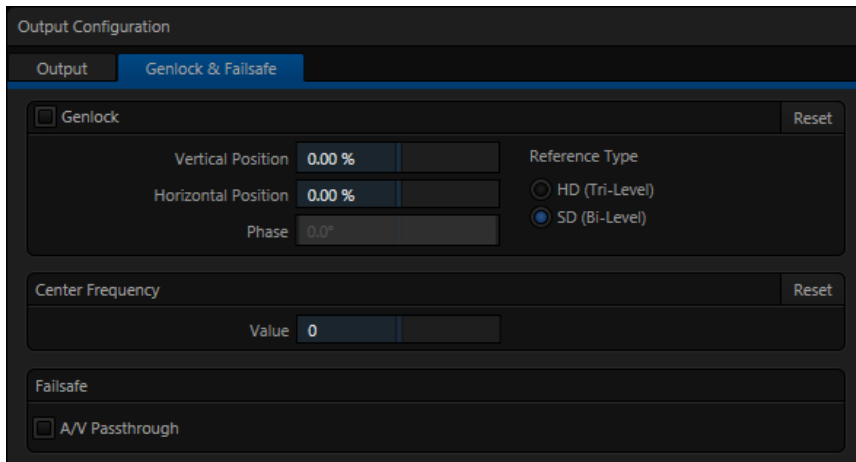 Output Configuration
Output Genlock & Failsafe
Genlock Reset
Vertical Position 0.00 % Reference Type
Horizontal Position 0.00 % HD (Tri-Level)
SD (Bi-Level)
Phase 0.0°
Center Frequency Reset
Value 0
Failsafe
A/V Passthrough